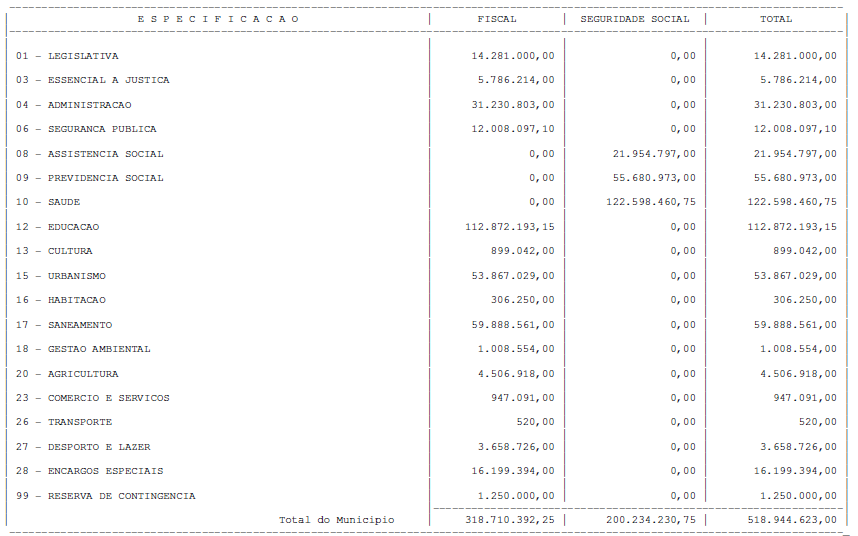 E S P E C I F I C A C A O FISCAL SEGURIDADE SOCIAL TOTAL
01 - LEGISLATIVA 14.281.000,00 0,00 14.281.000,00
03 - ESSENCIAL A JUSTICA 5.786.214,00 0,00 5.786.214,00
04 - ADMINISTRACAO 31.230.803,00 0,00 31.230.803,00
06 - SEGURANCA PUBLICA 12.008.097,10 0,00 12.008.097,10
08 - ASSISTENCIA SOCIAL 0,00 21.954.797,00 21.954.797,00
09 - PREVIDENCIA SOCIAL 0,00 55.680.973,00 55.680.973,00
10 - SAUDE 0,00 122.598.460,75 122.598.460,75
12 - EDUCACAO 112.872.193,15 0,00 112.872.193,15
13 - CULTURA 899.042,00 0,00 899.042,00
15 - URBANISMO 53.867.029,00 0,00 53.867.029,00
16 - HABITACAO 306.250,00 0,00 306.250,00
17 - SANEAMENTO 59.888.561,00 0,00 59.888.561,00
18 - GESTAO AMBIENTAL 1.008.554,00 0,00 1.008.554,00
20 - AGRICULTURA 4.506.918,00 0,00 4.506.918,00
23 - COMERCIO E SERVICOS 947.091,00 0,00 947.091,00
26 - TRANSPORTE 520,00 0,00 520,00
27 - DESPORTO E LAZER 3.658.726,00 0,00 3.658.726,00
28 - ENCARGOS ESPECIAIS 16.199.394,00 0,00 16.199.394,00
99 - RESERVA DE CONTINGENCIA 1.250.000,00 0,00 1.250.000,00
Total do Municipio 318.710.392,25 200.234.230,75 518.944.623,00